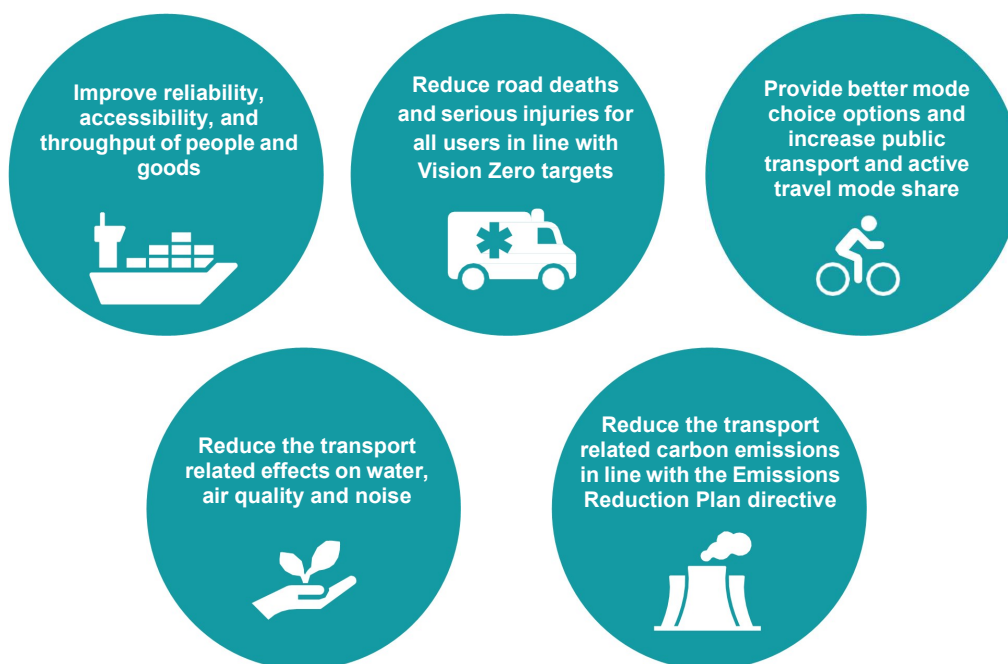 Improve reliability,
accessibility, and
throughput of people and
goods
Reduce road deaths
and serious injuries for
all users in line with
Vision Zero targets
Provide better mode
choice options and
increase public
transport and active
travel mode share
Reduce the transport
related effects on water,
air quality and noise
Reduce the transport
related carbon emissions
in line with the Emissions
Reduction Plan directive